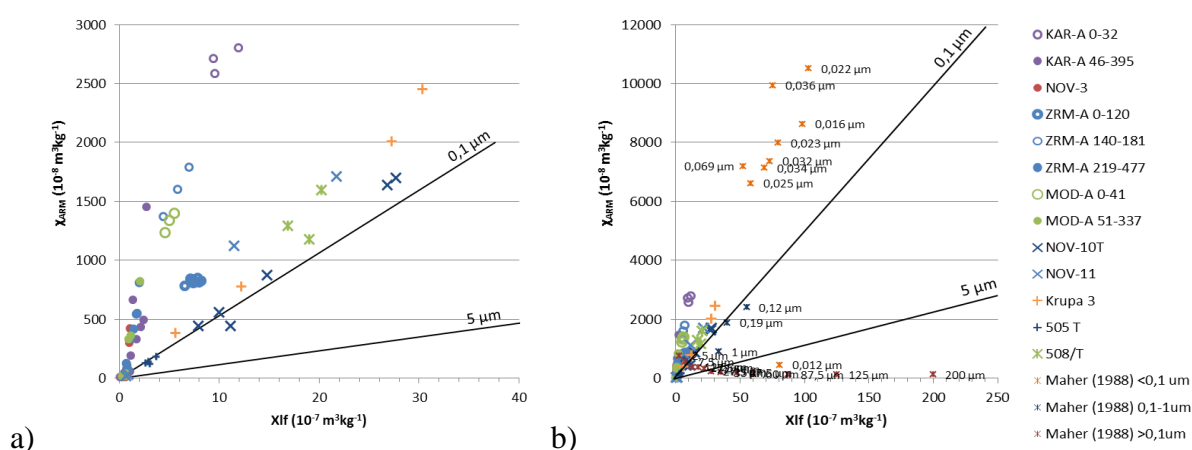 3000
2500
2000
1500
1000
500
0
χARM (10⁻⁸ m³kg⁻¹)
0
10
20
30
40
Xlf (10⁻⁷ m³kg⁻¹)
0,1 µm
5 µm
a)
12000
10000
8000
6000
4000
2000
0
χARM (10⁻⁸ m³kg⁻¹)
0
50
100
150
200
250
Xlf (10⁻⁷ m³kg⁻¹)
0,1 µm
5 µm
0,022 µm
0,036 µm
0,016 µm
0,023 µm
0,032 µm
0,069 µm
0,034 µm
0,025 µm
0,12 µm
0,19 µm
1 µm
0,012 µm
87,5 µm
125 µm
200 µm
b)
KAR-A 0-32
KAR-A 46-395
NOV-3
ZRM-A 0-120
ZRM-A 140-181
ZRM-A 219-477
MOD-A 0-41
MOD-A 51-337
NOV-10T
NOV-11
Krupa 3
505 T
508/T
Maher (1988) <0,1 um
Maher (1988) 0,1-1um
Maher (1988) >0,1um